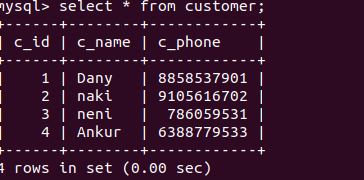 mysql> select * from customer;
+------+--------+------------+
| c_id | c_name | c_phone    |
+------+--------+------------+
|    1 | Dany   | 8858537901 |
|    2 | naki   | 9105616702 |
|    3 | neni   |  786059531 |
|    4 | Ankur  | 6388779533 |
+------+--------+------------+
4 rows in set (0.00 sec)